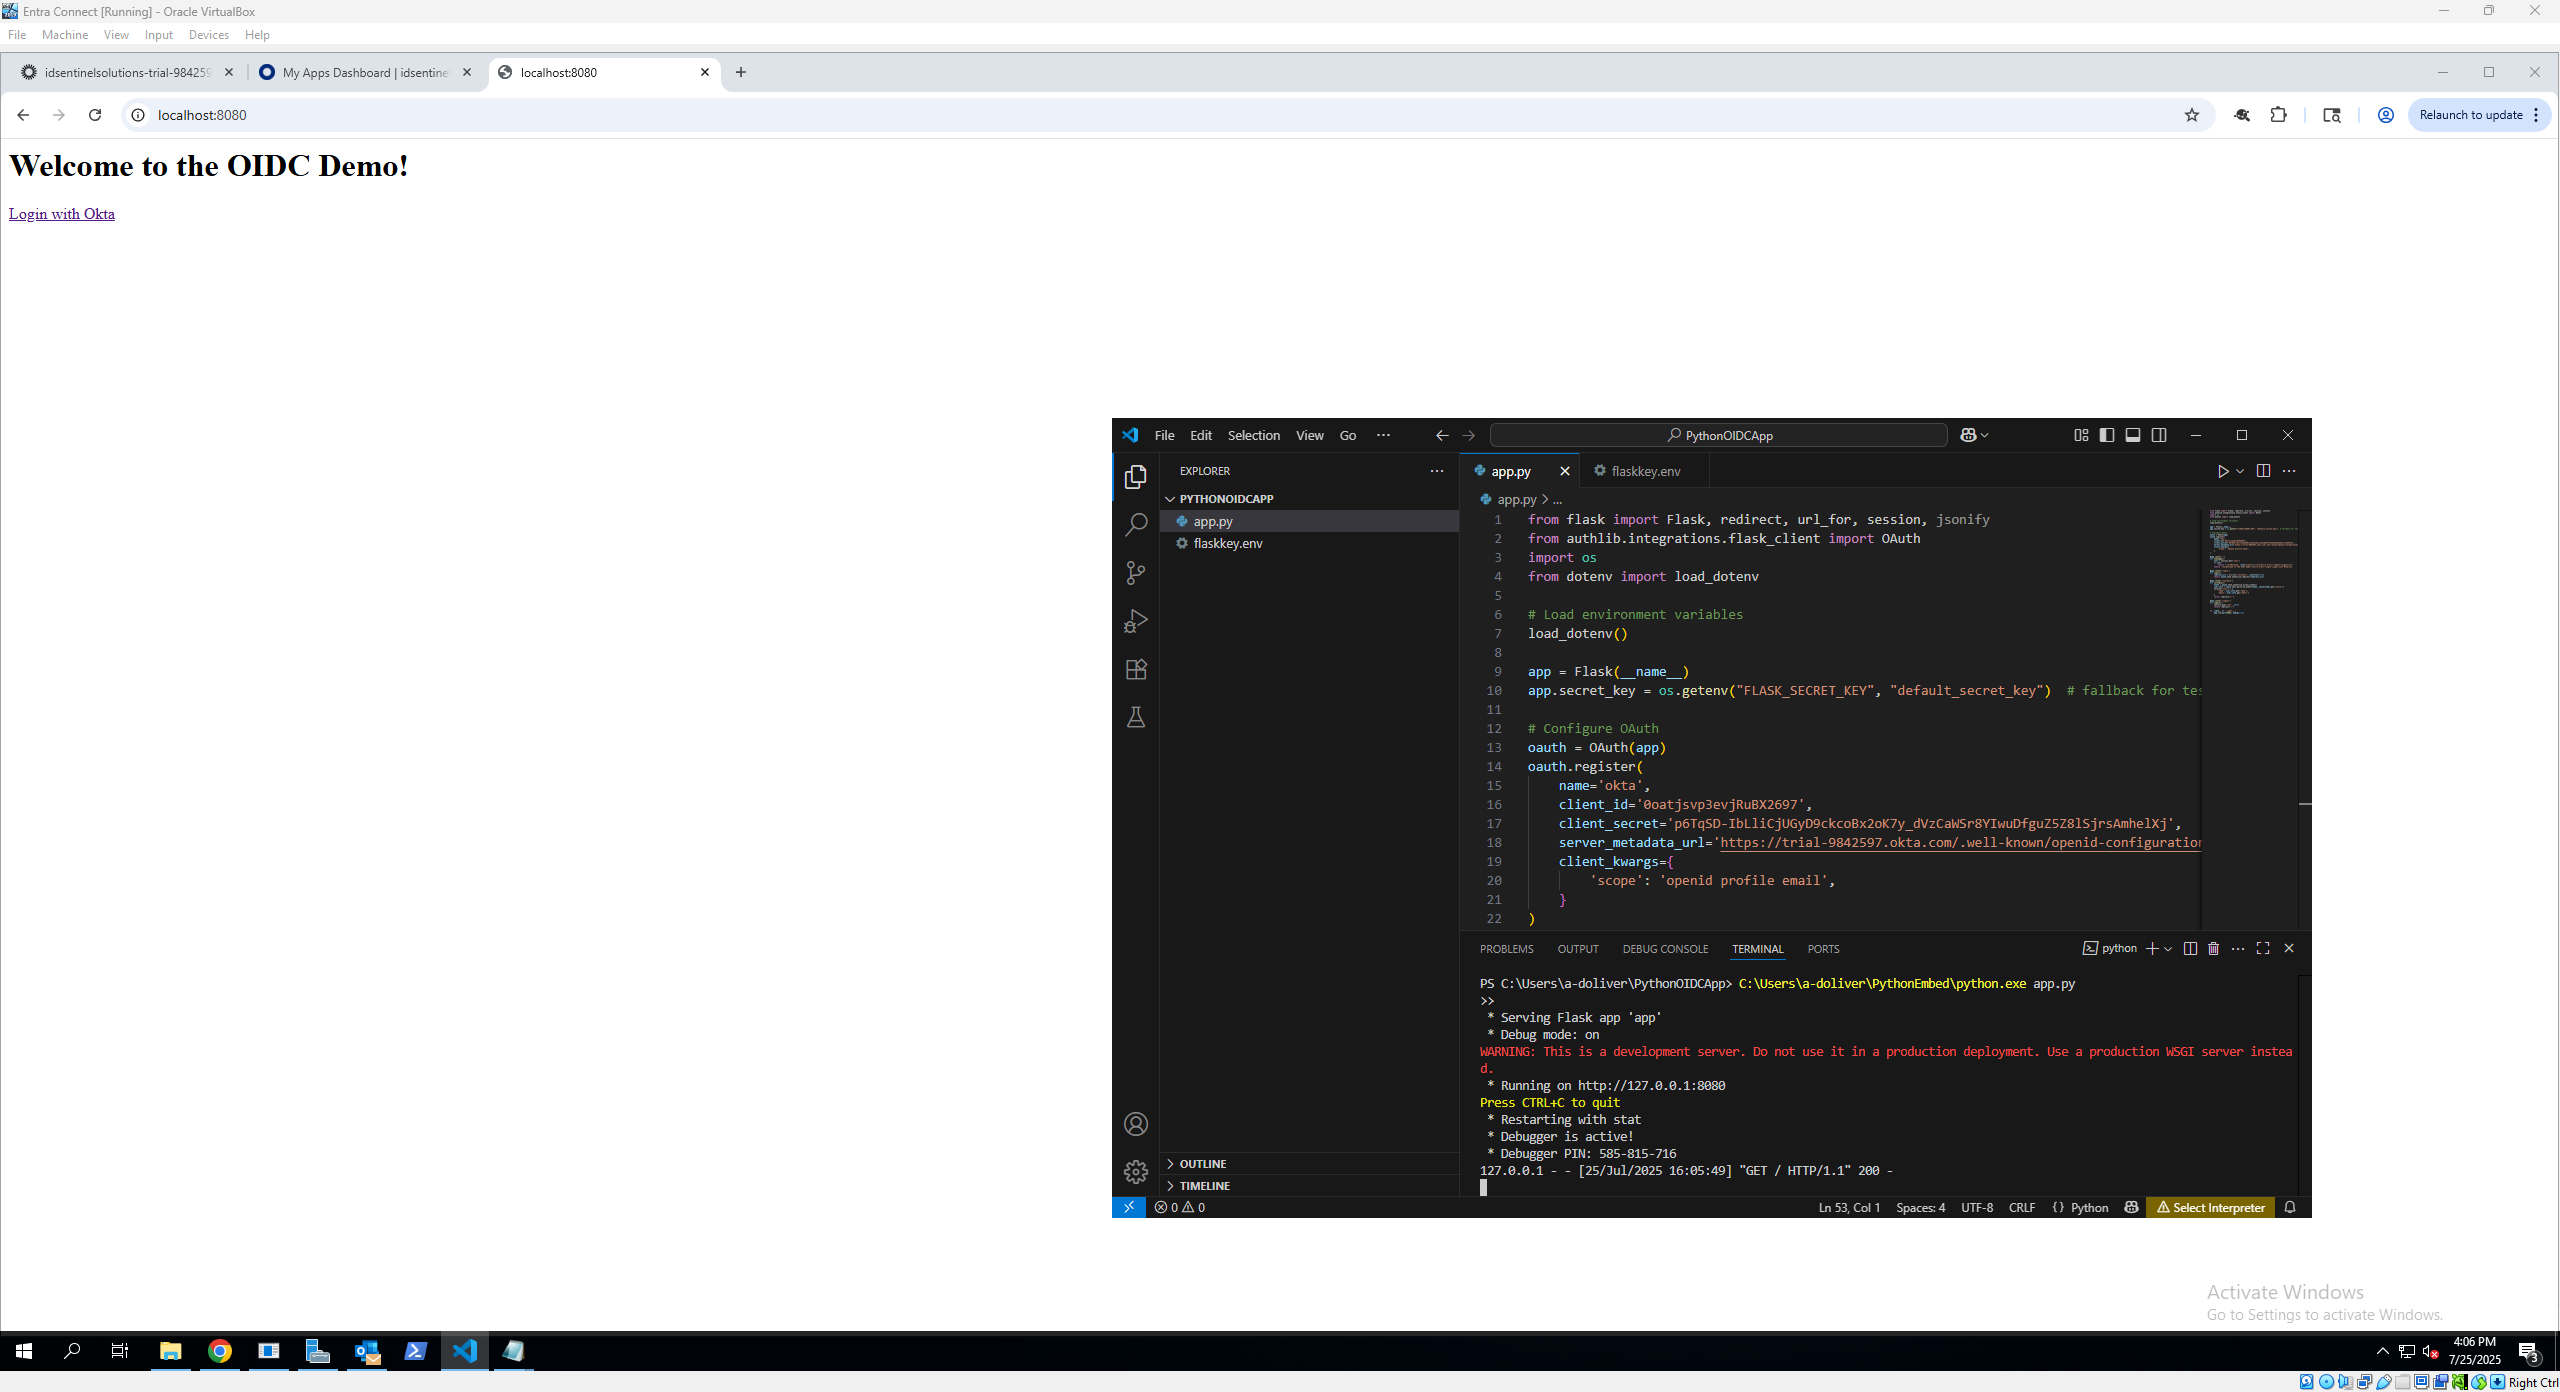 Entra Connect [Running] - Oracle VirtualBox
File Machine View Input Devices Help
idsentinelsolutions-trial-984259
My Apps Dashboard | idsentine
localhost:8080
localhost:8080
Relaunch to update
Welcome to the OIDC Demo!
Login with Okta
File Edit Selection View Go ···
PythonOIDCApp
EXPLORER
PYTHONOIDCAPP
app.py
flaskkey.env
OUTLINE
TIMELINE
app.py
flaskkey.env
app.py > ...
1 from flask import Flask, redirect, url_for, session, jsonify
2 from authlib.integrations.flask_client import OAuth
3 import os
4 from dotenv import load_dotenv
5
6 # Load environment variables
7 load_dotenv()
8
9 app = Flask(__name__)
10 app.secret_key = os.getenv("FLASK_SECRET_KEY", "default_secret_key") # fallback for tes
11
12 # Configure OAuth
13 oauth = OAuth(app)
14 oauth.register(
15 name='okta',
16 client_id='0oatjsvp3evjRuBX2697',
17 client_secret='p6TqSD-IbLliCjUGyD9ckcoBx2oK7y_dVzCaWSr8YIwuDfguZ5Z8lSjrsAmhelXj',
18 server_metadata_url='https://trial-9842597.okta.com/.well-known/openid-configuration
19 client_kwargs={
20 'scope': 'openid profile email',
21 }
22 )
PROBLEMS OUTPUT DEBUG CONSOLE TERMINAL PORTS
python
PS C:\Users\a-doliver\PythonOIDCApp> C:\Users\a-doliver\PythonEmbed\python.exe app.py
>>
* Serving Flask app 'app'
* Debug mode: on
WARNING: This is a development server. Do not use it in a production deployment. Use a production WSGI server instea
d.
* Running on http://127.0.0.1:8080
Press CTRL+C to quit
* Restarting with stat
* Debugger is active!
* Debugger PIN: 585-815-716
127.0.0.1 - - [25/Jul/2025 16:05:49] "GET / HTTP/1.1" 200 -
0 0
Ln 53, Col 1 Spaces: 4 UTF-8 CRLF {} Python Select Interpreter
Activate Windows
Go to Settings to activate Windows.
4:06 PM
7/25/2025
3
Right Ctrl